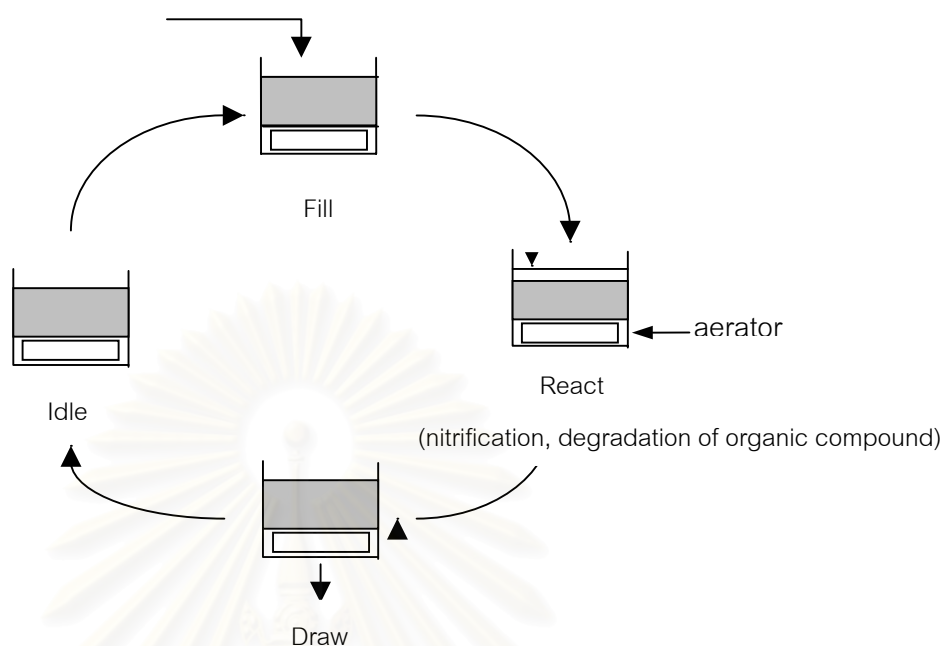 Fill
aerator
React
Idle
(nitrification, degradation of organic compound)
Draw